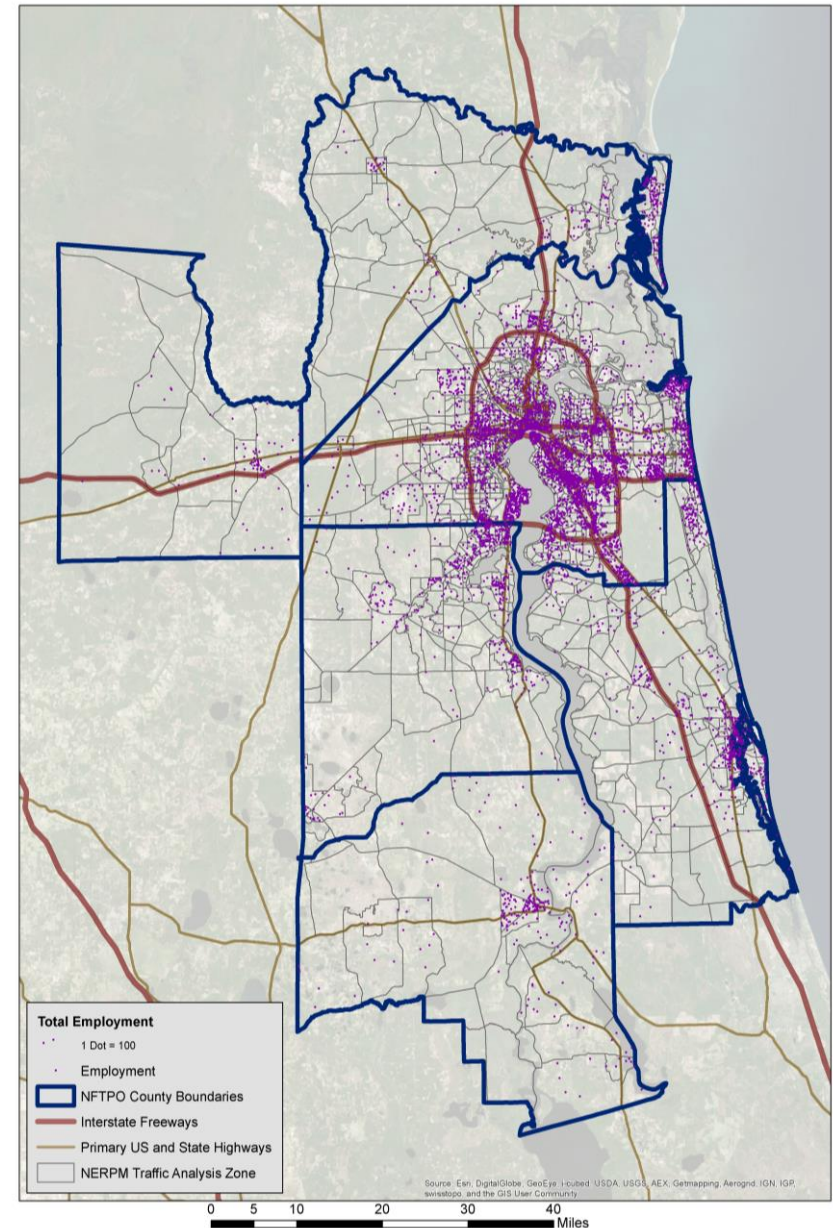 Total Employment
1 Dot = 100
Employment
NFTPO County Boundaries
Interstate Freeways
Primary US and State Highways
NERPM Traffic Analysis Zone
Source: Esri, DigitalGlobe, GeoEye, i-cubed, USDA, USGS, AEX, Getmapping, Aerogrid, IGN, IGP,
swisstopo, and the GIS User Community
0 5 10 20 30 40
Miles